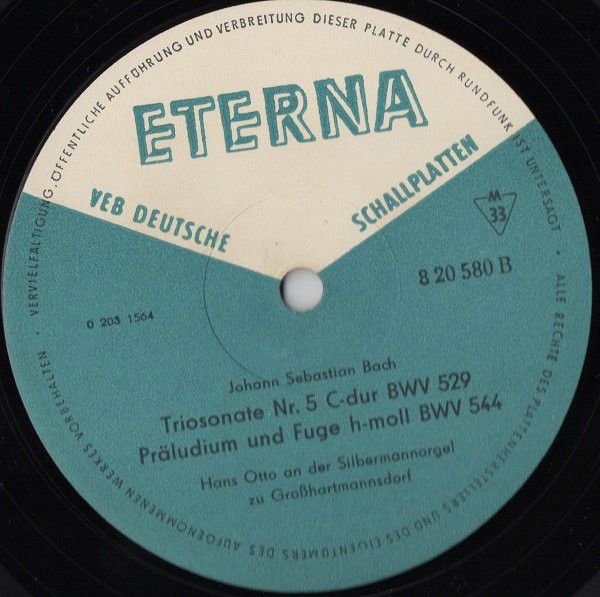 VERVIELFÄLTIGUNG, ÖFFENTLICHE AUFFÜHRUNG UND VERBREITUNG DIESER PLATTE DURCH RUNDFUNK IST UNTERSAGT • ALLE RECHTE DES PLATTENHERSTELLERS UND DES EIGENTÜMERS DES AUFGENOMMENEN WERKES VORBEHALTEN •
ETERNA
VEB DEUTSCHE SCHALLPLATTEN
M
33
8 20 580 B
0 203 1564
Johann Sebastian Bach
Triosonate Nr. 5 C-dur BWV 529
Präludium und Fuge h-moll BWV 544
Hans Otto an der Silbermannorgel
zu Großhartmannsdorf